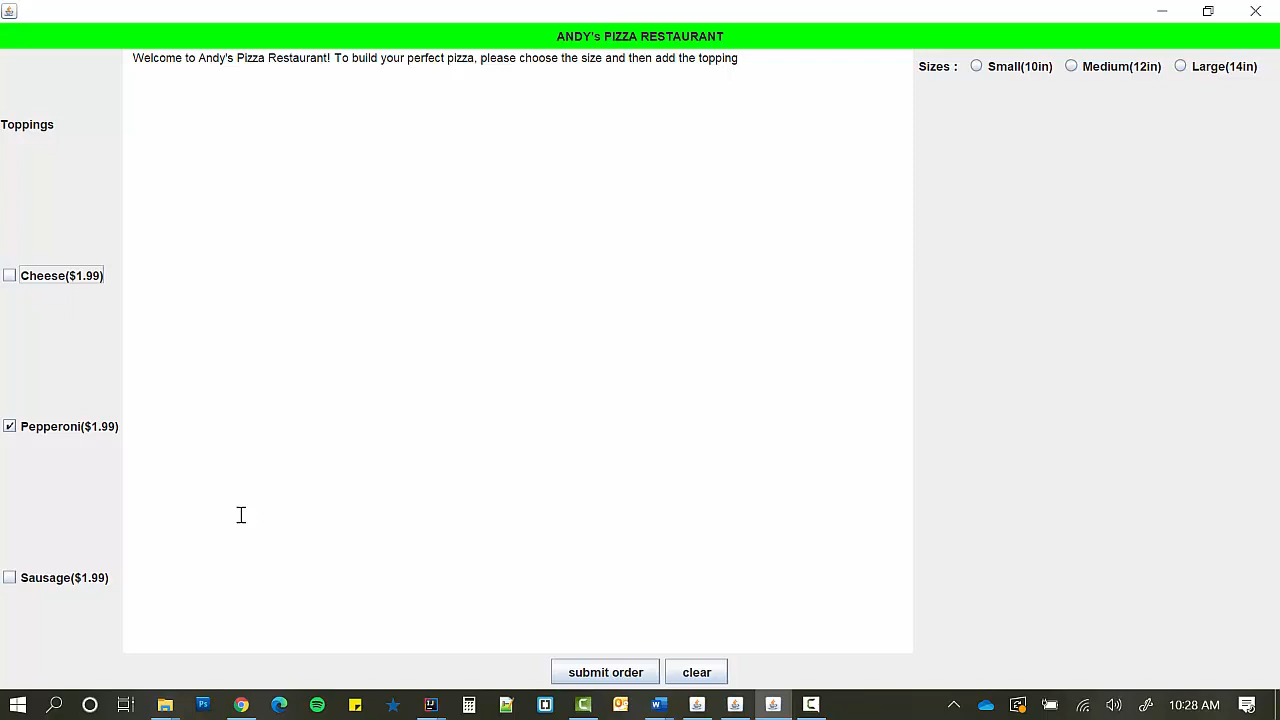 ANDY's PIZZA RESTAURANT
Welcome to Andy's Pizza Restaurant! To build your perfect pizza, please choose the size and then add the topping
Sizes : Small(10in) Medium(12in) Large(14in)
Toppings
Cheese($1.99)
Pepperoni($1.99)
Sausage($1.99)
submit order clear
10:28 AM